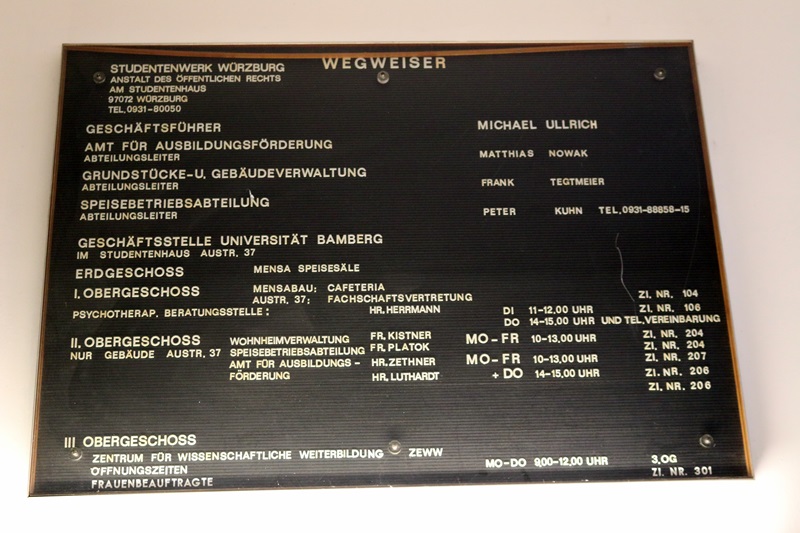 WEGWEISER
STUDENTENWERK WÜRZBURG
ANSTALT DES ÖFFENTLICHEN RECHTS
AM STUDENTENHAUS
97072 WÜRZBURG
TEL.0931-80050
GESCHÄFTSFÜHRER MICHAEL ULLRICH
AMT FÜR AUSBILDUNGSFÖRDERUNG
ABTEILUNGSLEITER MATTHIAS NOWAK
GRUNDSTÜCKE-U. GEBÄUDEVERWALTUNG
ABTEILUNGSLEITER FRANK TEGTMEIER
SPEISEBETRIEBSABTEILUNG
ABTEILUNGSLEITER PETER KUHN TEL.0931-88858-15
GESCHÄFTSSTELLE UNIVERSITÄT BAMBERG
IM STUDENTENHAUS AUSTR. 37
ERDGESCHOSS MENSA SPEISESÄLE
I. OBERGESCHOSS MENSABAU: CAFETERIA
AUSTR. 37; FACHSCHAFTSVERTRETUNG ZI. NR. 104
PSYCHOTHERAP. BERATUNGSSTELLE: HR. HERRMANN DI 11-12,00 UHR ZI. NR. 106
DO 14-15,00 UHR UND TEL. VEREINBARUNG
II. OBERGESCHOSS WOHNHEIMVERWALTUNG FR. KISTNER MO-FR 10-13,00 UHR ZI. NR. 204
NUR GEBÄUDE AUSTR. 37 SPEISEBETRIEBSABTEILUNG FR. PLATOK ZI. NR. 204
AMT FÜR AUSBILDUNGS- HR. ZETHNER MO-FR 10-13,00 UHR ZI. NR. 207
FÖRDERUNG HR. LUTHARDT + DO 14-15,00 UHR ZI. NR. 206
ZI. NR. 206
III OBERGESCHOSS
ZENTRUM FÜR WISSENSCHAFTLICHE WEITERBILDUNG ZEWW
ÖFFNUNGSZEITEN MO-DO 9,00-12,00 UHR 3,OG
FRAUENBEAUFTRAGTE ZI. NR. 301